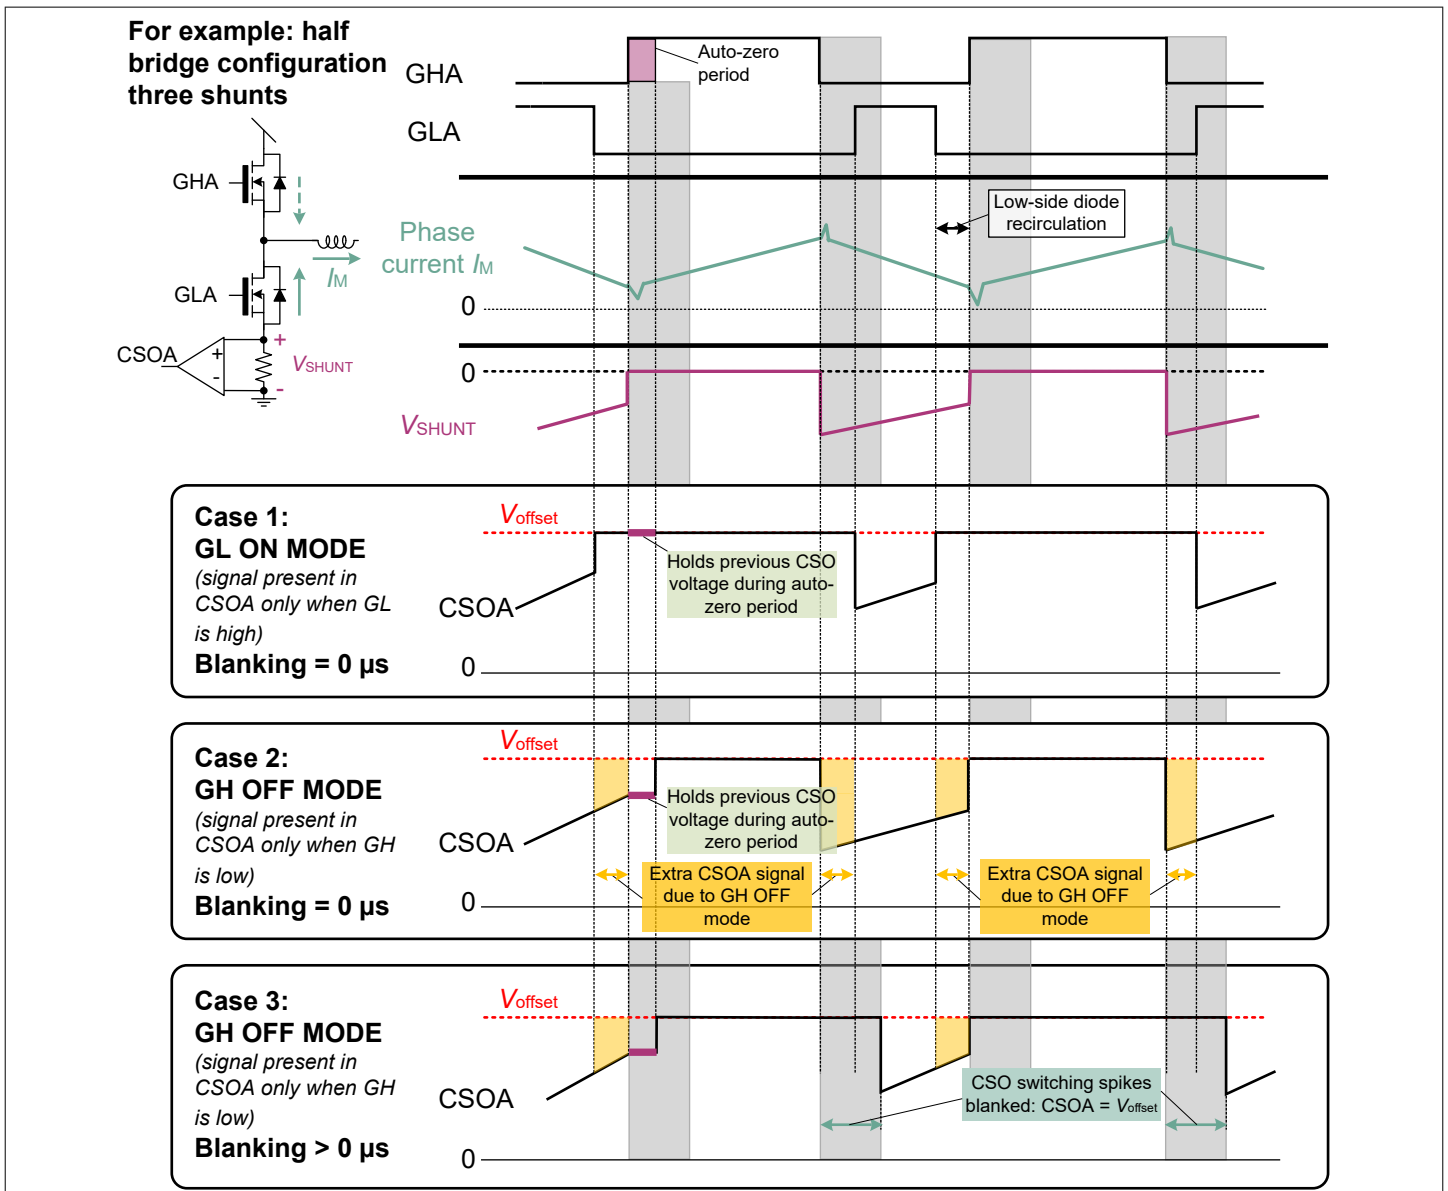 For example: half
bridge configuration
three shunts
GHA
Auto-zero
period
GLA
GHA
GLA
IM
CSOA
+
-
+
-
VSHUNT
Phase
current IM
Low-side diode
recirculation
0
0
VSHUNT
Case 1:
GL ON MODE
(signal present in
CSOA only when GL
is high)
Blanking = 0 µs
Voffset
Holds previous CSO
voltage during auto-
zero period
CSOA
0
Case 2:
GH OFF MODE
(signal present in
CSOA only when GH
is low)
Blanking = 0 µs
Voffset
Holds previous CSO
voltage during auto-
zero period
CSOA
Extra CSOA signal
due to GH OFF
mode
Extra CSOA signal
due to GH OFF
mode
0
Case 3:
GH OFF MODE
(signal present in
CSOA only when GH
is low)
Blanking > 0 µs
Voffset
CSOA
CSO switching spikes
blanked: CSOA = Voffset
0